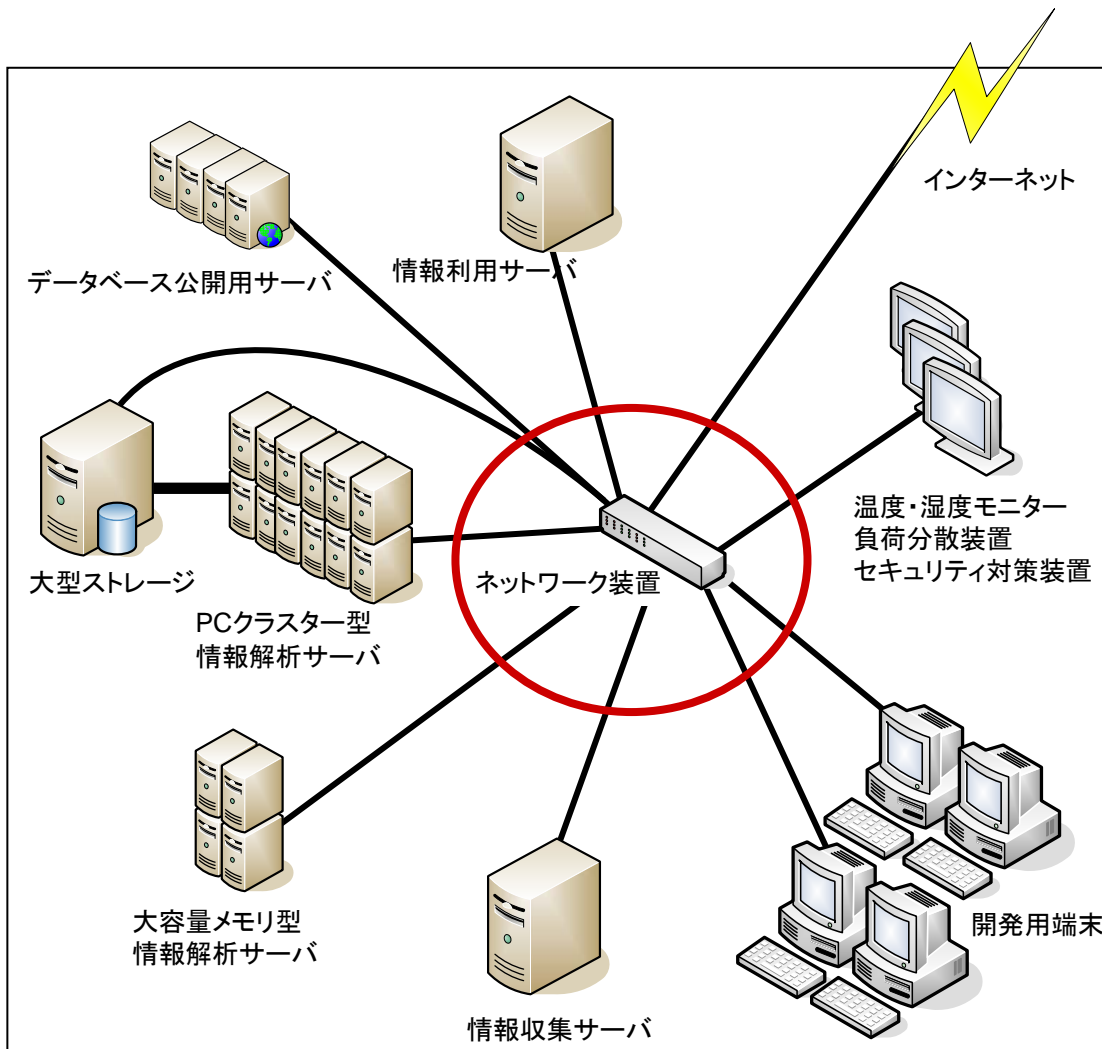 インターネット
データベース公開用サーバ
情報利用サーバ
温度・湿度モニター
負荷分散装置
セキュリティ対策装置
大型ストレージ
ネットワーク装置
PCクラスター型
情報解析サーバ
大容量メモリ型
情報解析サーバ
開発用端末
情報収集サーバ